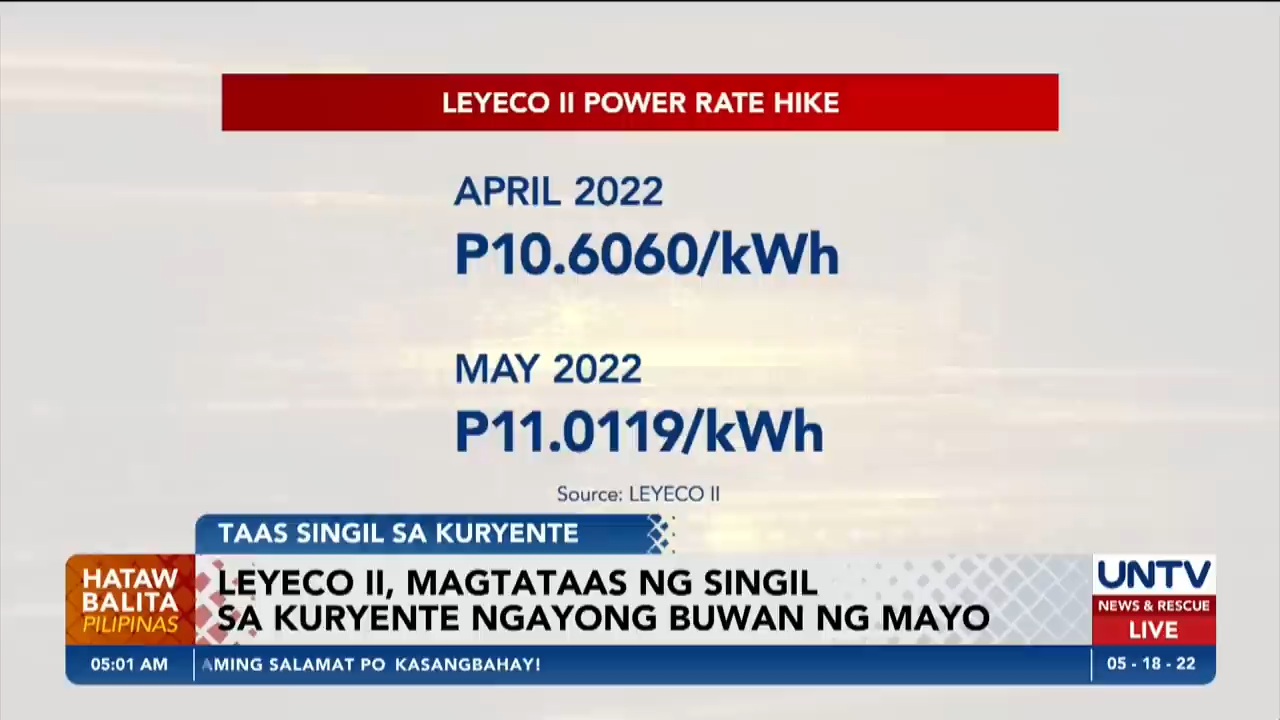 LEYECO II POWER RATE HIKE
APRIL 2022
P10.6060/kWh
MAY 2022
P11.0119/kWh
Source: LEYECO II
TAAS SINGIL SA KURYENTE
HATAW
BALITA
PILIPINAS
LEYECO II, MAGTATAAS NG SINGIL
SA KURYENTE NGAYONG BUWAN NG MAYO
UNTV
NEWS & RESCUE
LIVE
05:01 AM
AMING SALAMAT PO KASANGBAHAY!
05 - 18 - 22